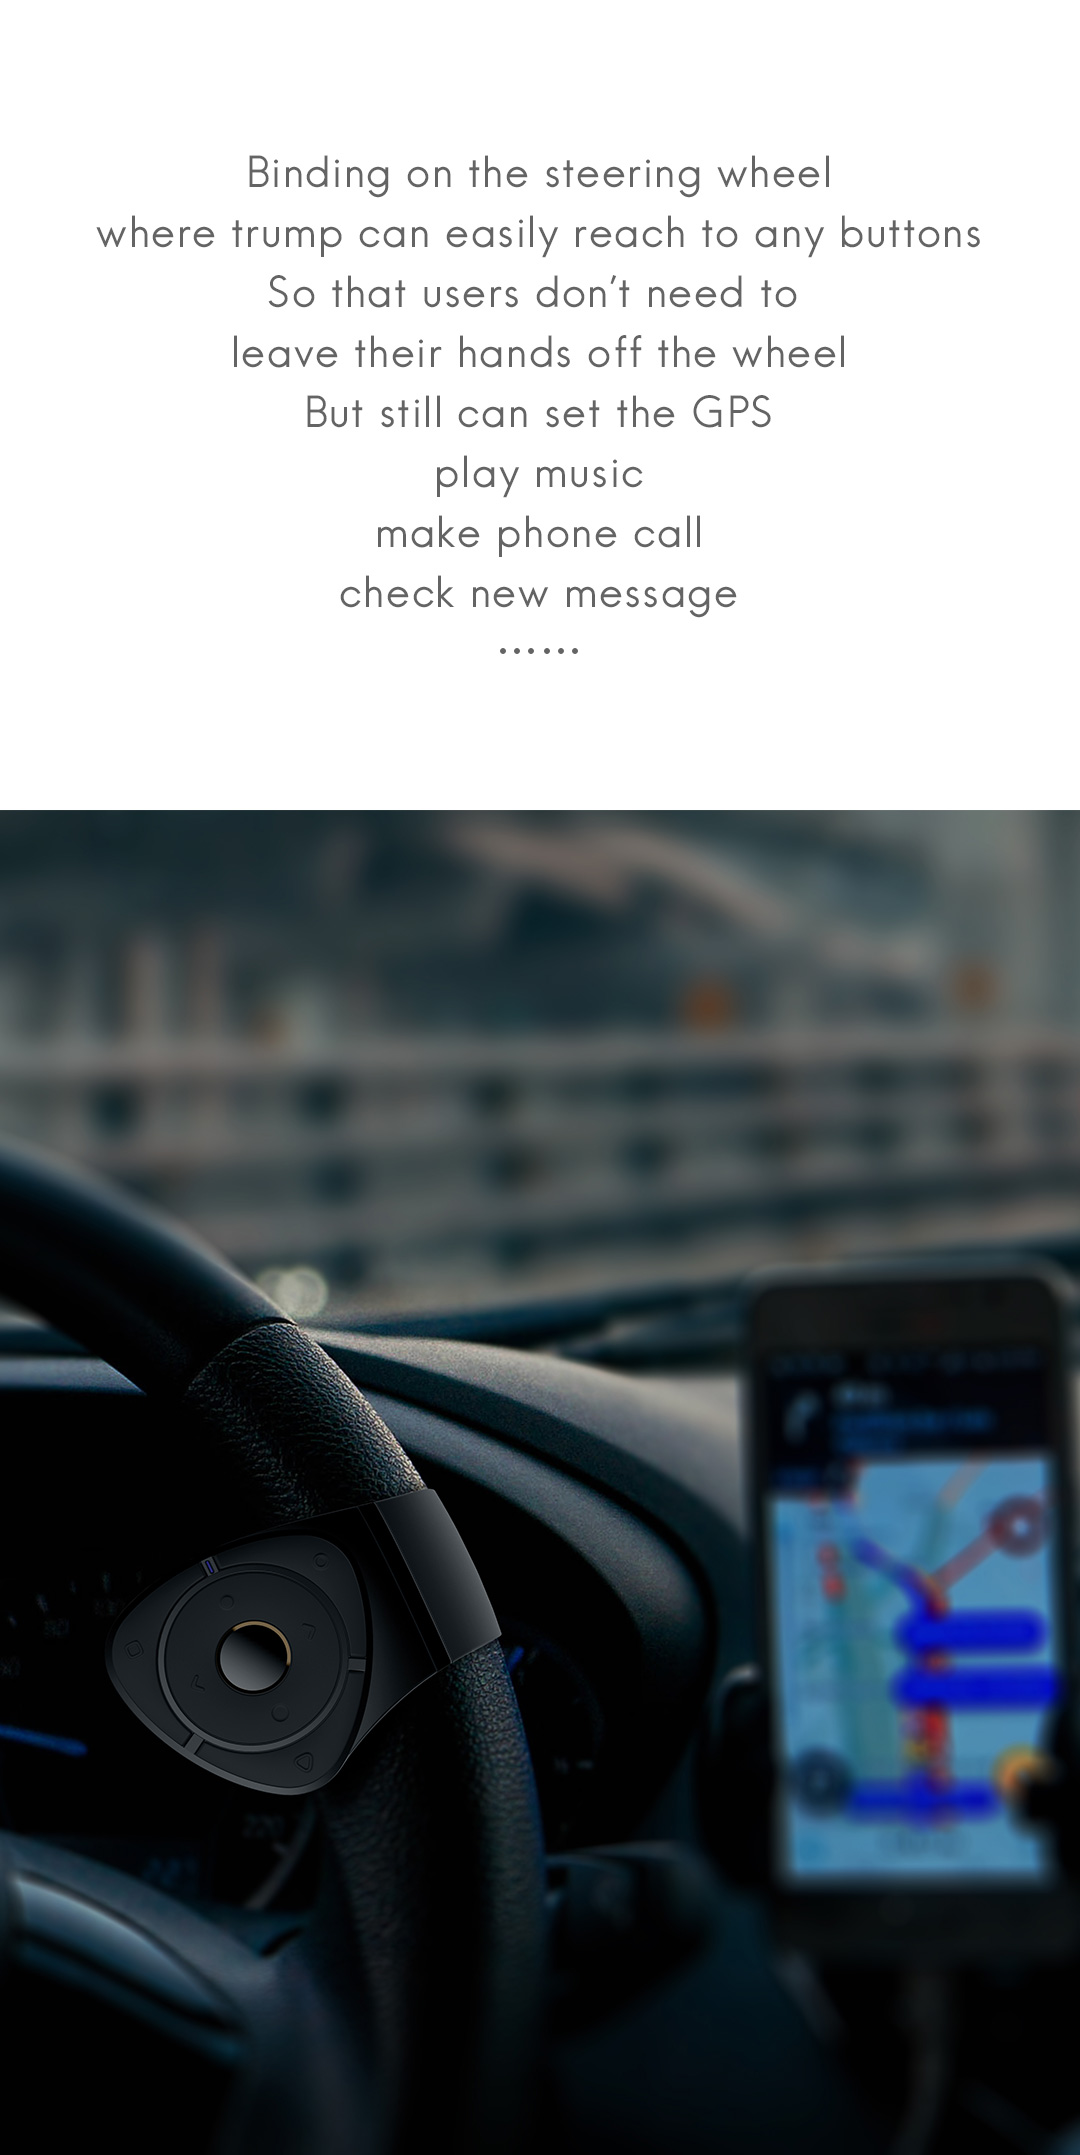 Binding on the steering wheel
where trump can easily reach to any buttons
So that users don’t need to
leave their hands off the wheel
But still can set the GPS
play music
make phone call
check new message
......